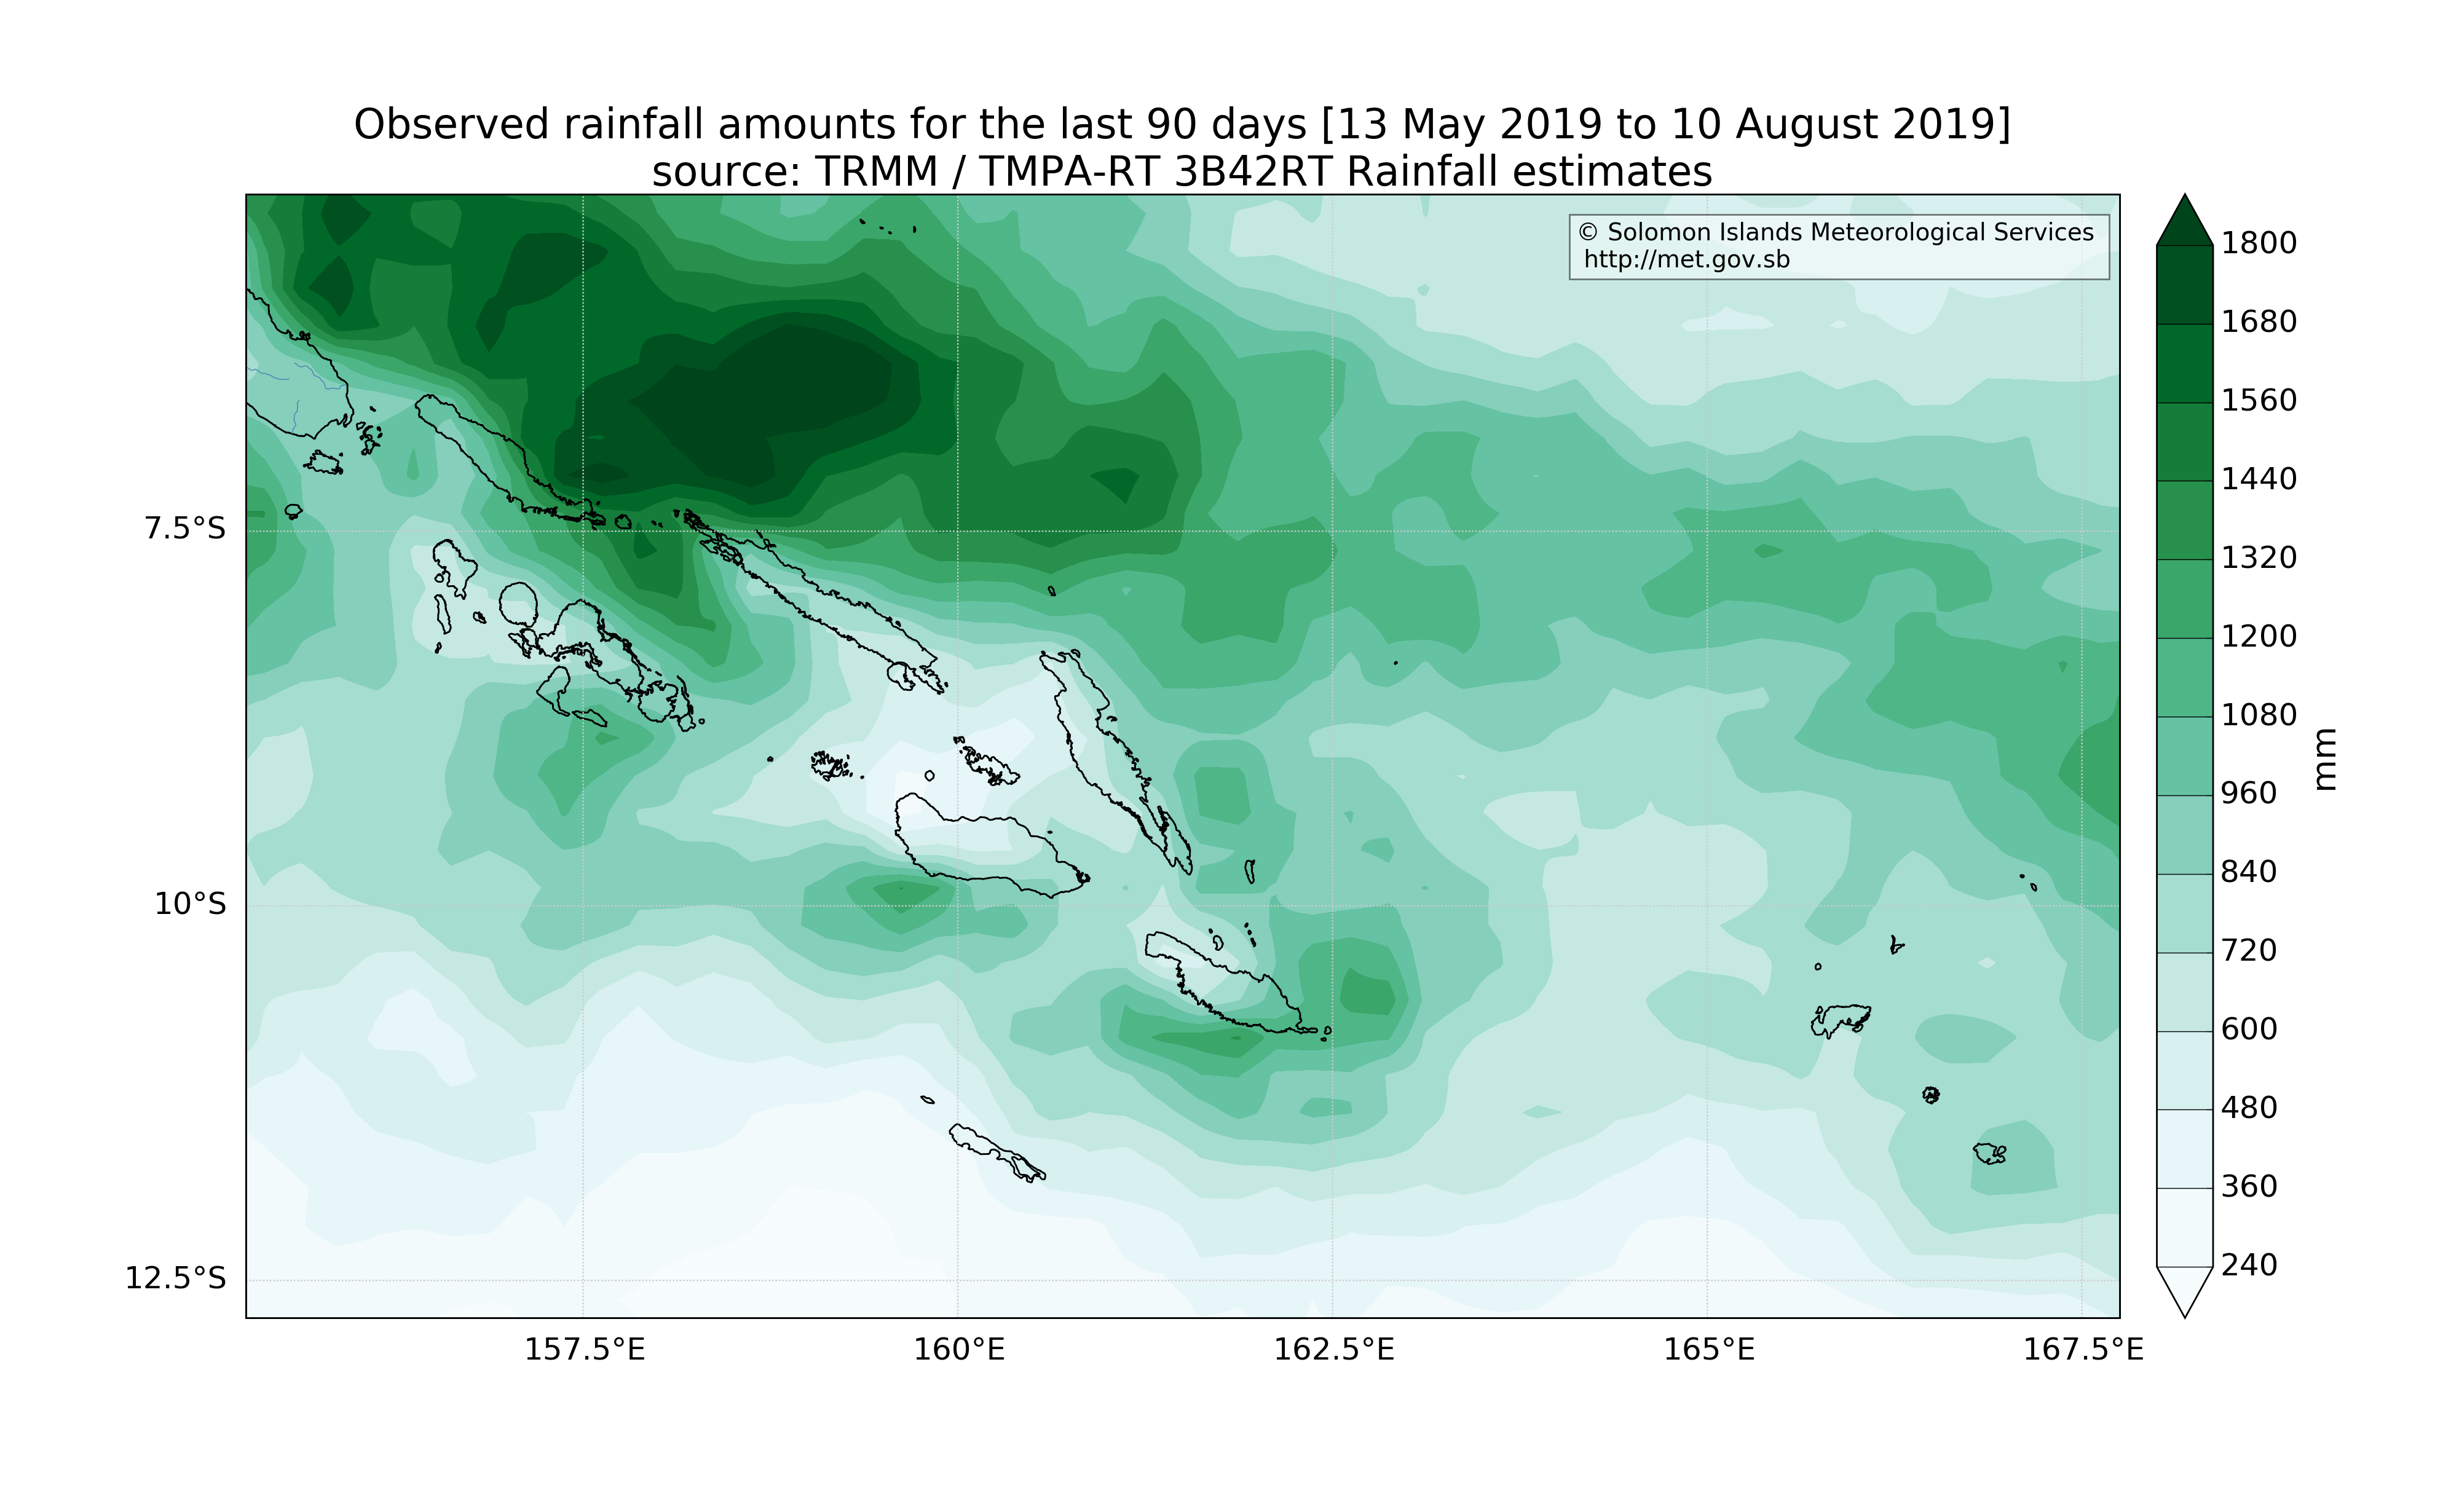 Observed rainfall amounts for the last 90 days [13 May 2019 to 10 August 2019]
source: TRMM / TMPA-RT 3B42RT Rainfall estimates
© Solomon Islands Meteorological Services
http://met.gov.sb
7.5°S
10°S
12.5°S
157.5°E
160°E
162.5°E
165°E
167.5°E
1800
1680
1560
1440
1320
1200
1080
960
840
720
600
480
360
240
mm